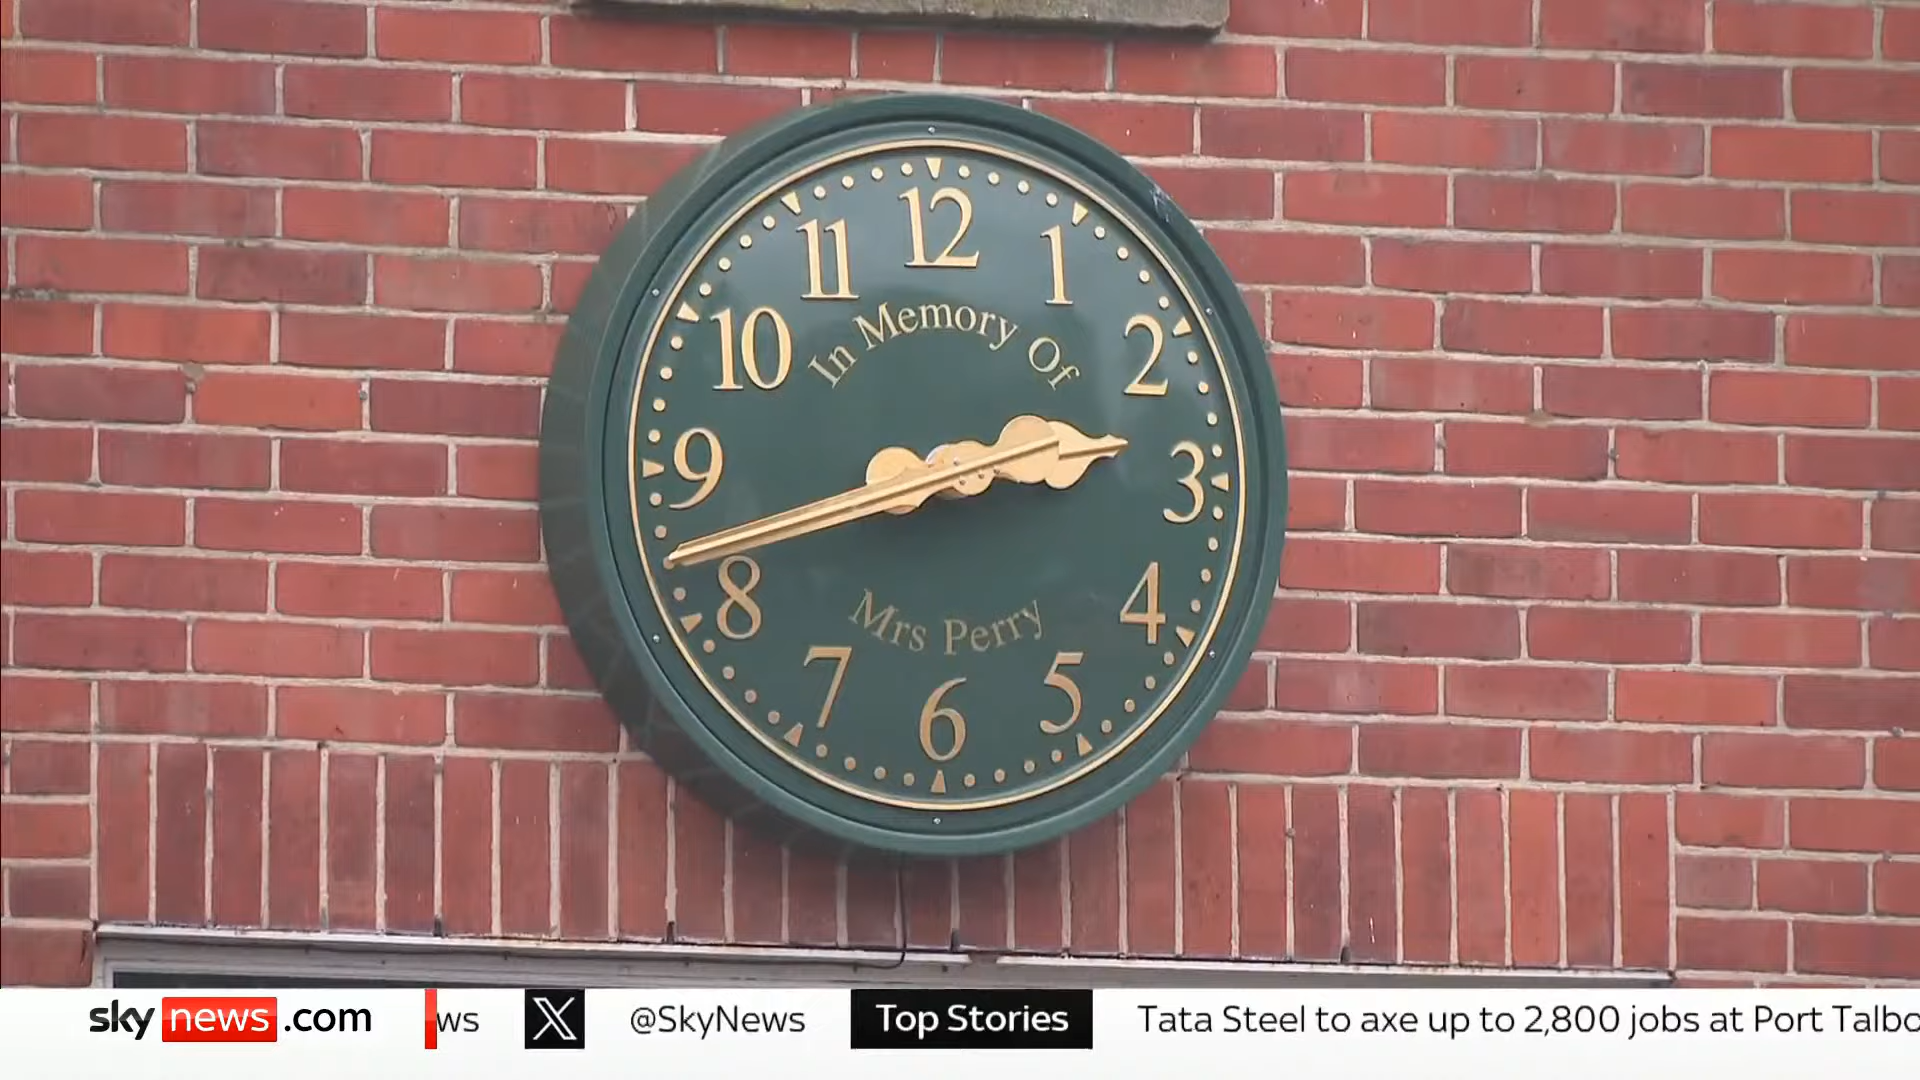 12
1
2
3
4
5
6
7
8
9
10
11
In Memory Of
Mrs Perry
sky news .com
ws
X
@SkyNews
Top Stories
Tata Steel to axe up to 2,800 jobs at Port Talbo